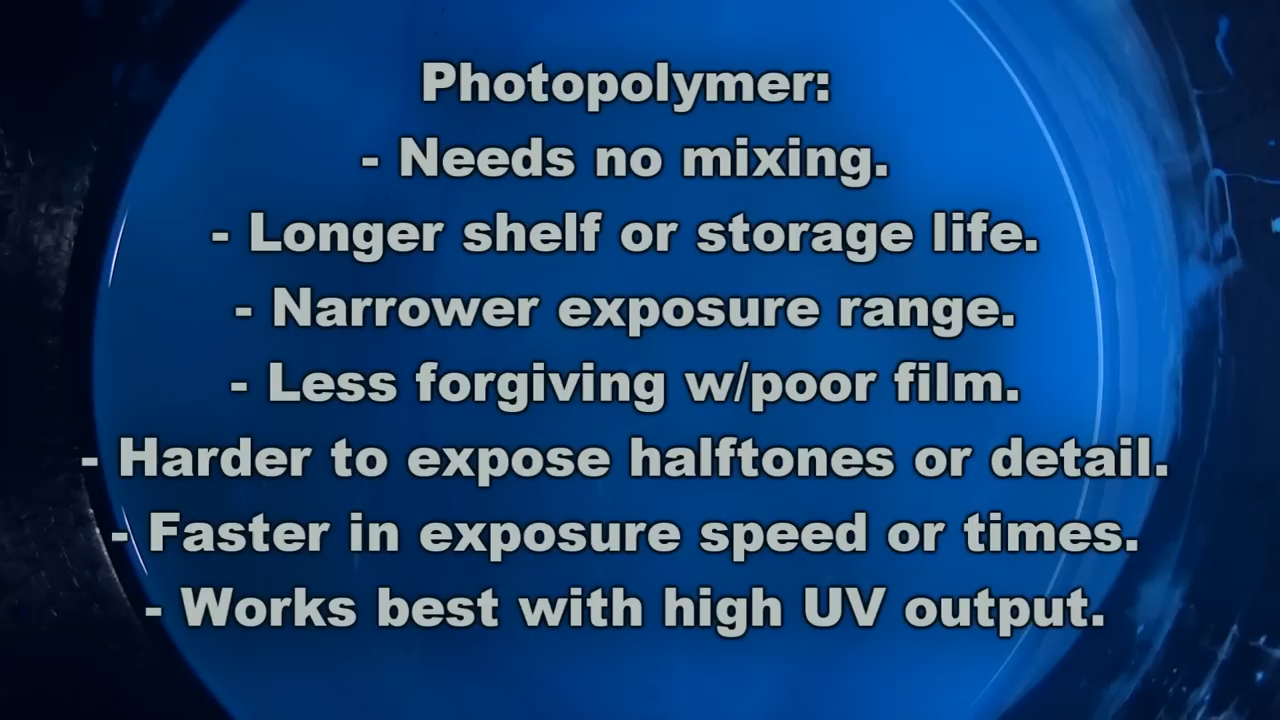 Photopolymer:
- Needs no mixing.
- Longer shelf or storage life.
- Narrower exposure range.
- Less forgiving w/poor film.
- Harder to expose halftones or detail.
- Faster in exposure speed or times.
- Works best with high UV output.